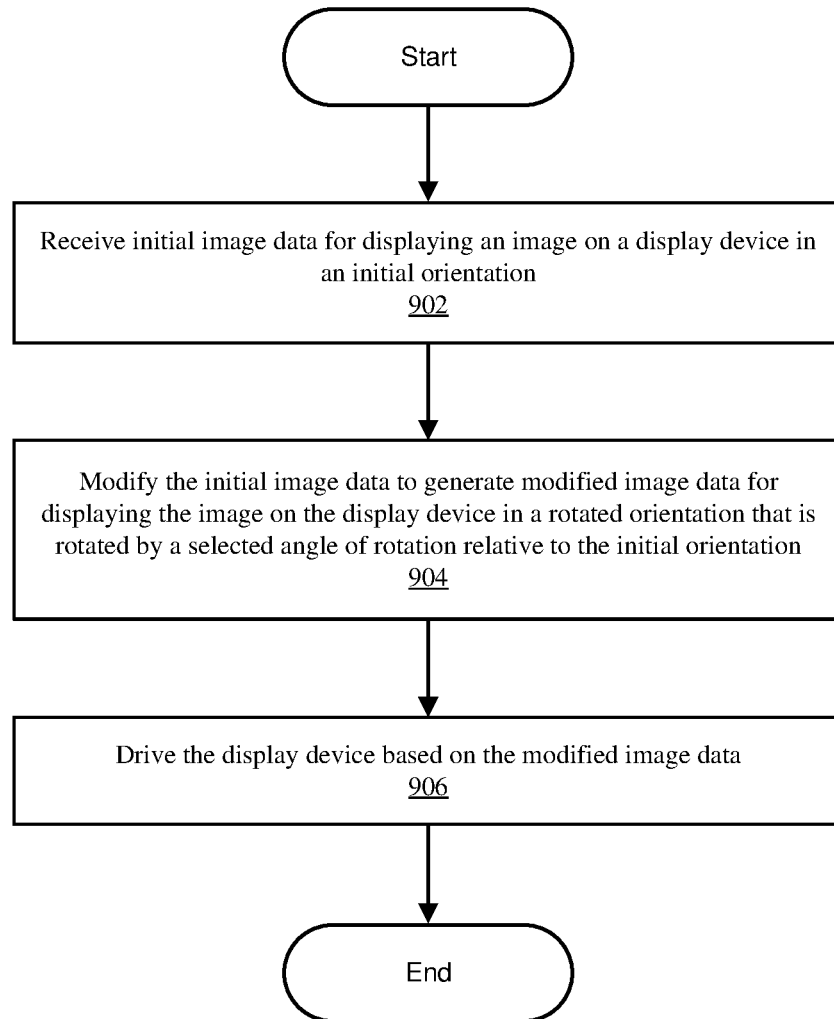 Start
Receive initial image data for displaying an image on a display device in
an initial orientation
902
Modify the initial image data to generate modified image data for
displaying the image on the display device in a rotated orientation that is
rotated by a selected angle of rotation relative to the initial orientation
904
Drive the display device based on the modified image data
906
End